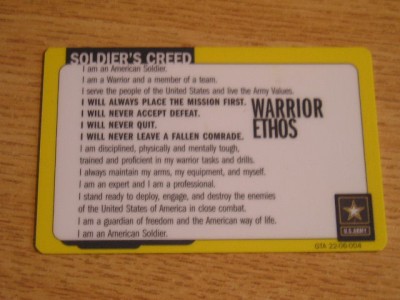 SOLDIER'S CREED
I am an American Soldier.
I am a Warrior and a member of a team.
I serve the people of the United States and live the Army Values.
I WILL ALWAYS PLACE THE MISSION FIRST.
I WILL NEVER ACCEPT DEFEAT.
I WILL NEVER QUIT.
I WILL NEVER LEAVE A FALLEN COMRADE.
WARRIOR
ETHOS
I am disciplined, physically and mentally tough,
trained and proficient in my warrior tasks and drills.
I always maintain my arms, my equipment, and myself.
I am an expert and I am a professional.
I stand ready to deploy, engage, and destroy the enemies
of the United States of America in close combat.
I am a guardian of freedom and the American way of life.
I am an American Soldier.
U.S. ARMY
GTA 22-06-004